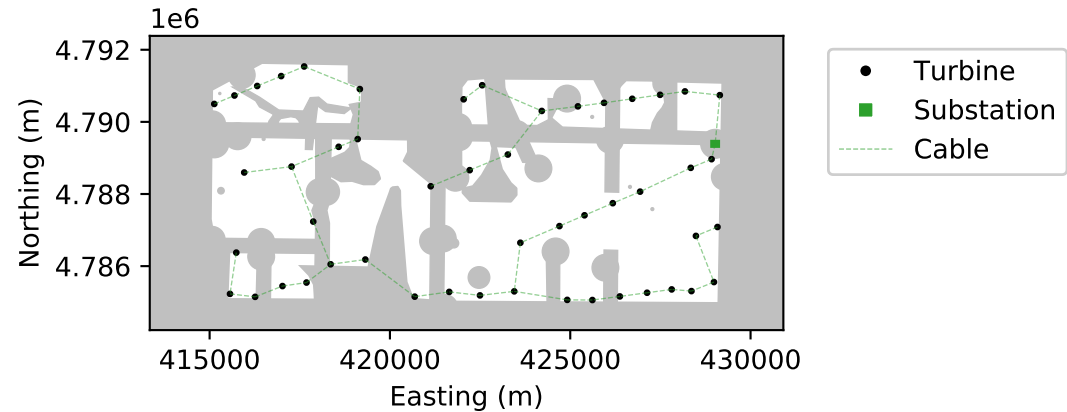 1e6
4.792
4.790
4.788
4.786
Northing (m)
415000 420000 425000 430000
Easting (m)
Turbine
Substation
Cable